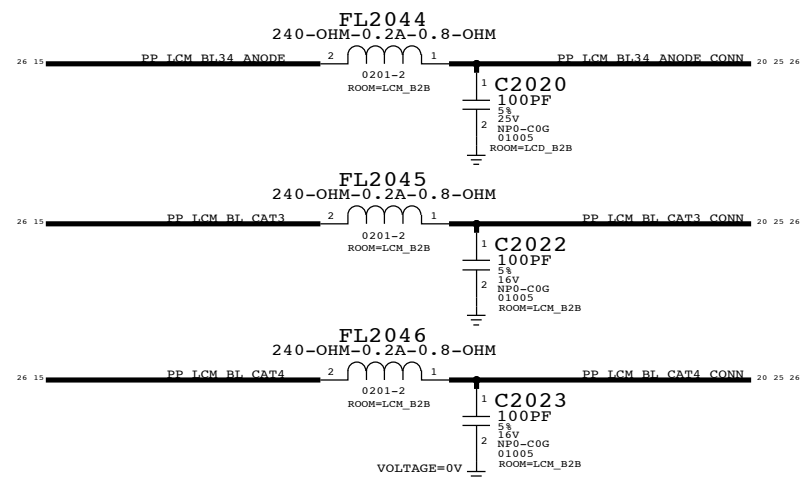 FL2044
240-OHM-0.2A-0.8-OHM
26 15 PP_LCM_BL34_ANODE 2 1 PP_LCM_BL34_ANODE_CONN 20 25 26
0201-2
ROOM=LCM_B2B
1 C2020
100PF
5%
25V
2 NP0-C0G
01005
ROOM=LCD_B2B
FL2045
240-OHM-0.2A-0.8-OHM
26 15 PP_LCM_BL_CAT3 2 1 PP_LCM_BL_CAT3_CONN 20 25 26
0201-2
ROOM=LCM_B2B
1 C2022
100PF
5%
16V
2 NP0-C0G
01005
ROOM=LCM_B2B
FL2046
240-OHM-0.2A-0.8-OHM
26 15 PP_LCM_BL_CAT4 2 1 PP_LCM_BL_CAT4_CONN 20 25 26
0201-2
ROOM=LCM_B2B
1 C2023
100PF
5%
16V
2 NP0-C0G
01005
ROOM=LCM_B2B
VOLTAGE=0V